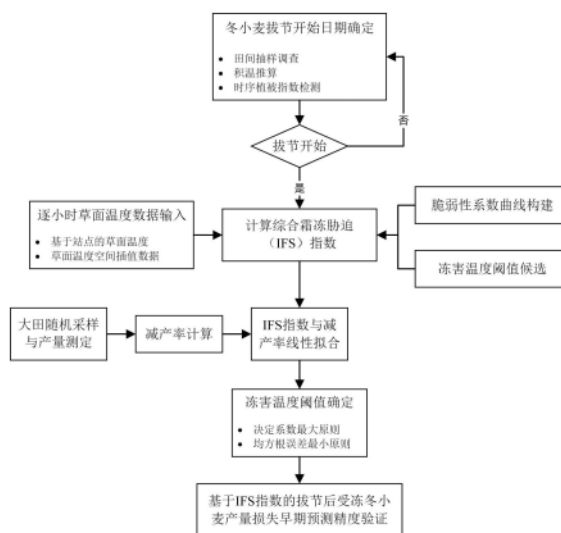 冬小麦拔节开始日期确定
● 田间抽样调查
● 积温推算
● 时序植被指数检测
否
拔节开始
是
逐小时草面温度数据输入
● 基于站点的草面温度
● 草面温度空间插值数据
计算综合霜冻胁迫
（IFS）指数
脆弱性系数曲线构建
冻害温度阈值候选
大田随机采样
与产量测定
减产率计算
IFS指数与减
产率线性拟合
冻害温度阈值确定
● 决定系数最大原则
● 均方根误差最小原则
基于IFS指数的拔节后受冻冬小
麦产量损失早期预测精度验证